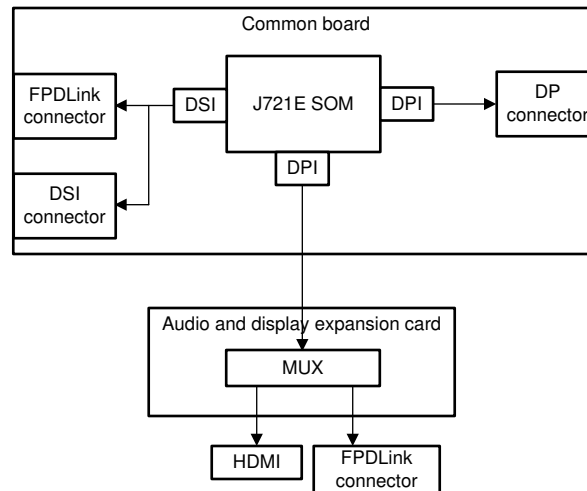 Common board
FPDLink
connector
DSI
J721E SOM
DPI
DP
connector
DSI
connector
DPI
Audio and display expansion card
MUX
HDMI
FPDLink
connector